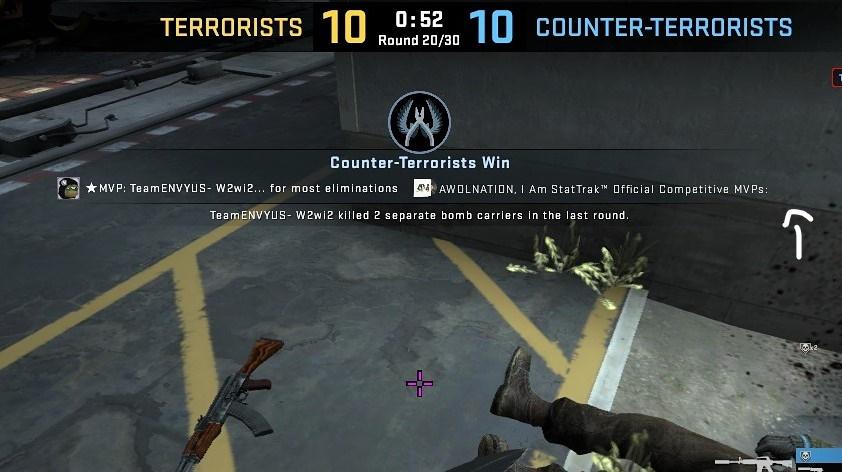 TERRORISTS 10 0:52 10 COUNTER-TERRORISTS
Round 20/30
Counter-Terrorists Win
★MVP: TeamENVYUS- W2wi2... for most eliminations AWOLNATION, I Am StatTrak™ Official Competitive MVPs:
TeamENVYUS- W2wi2 killed 2 separate bomb carriers in the last round.
x2